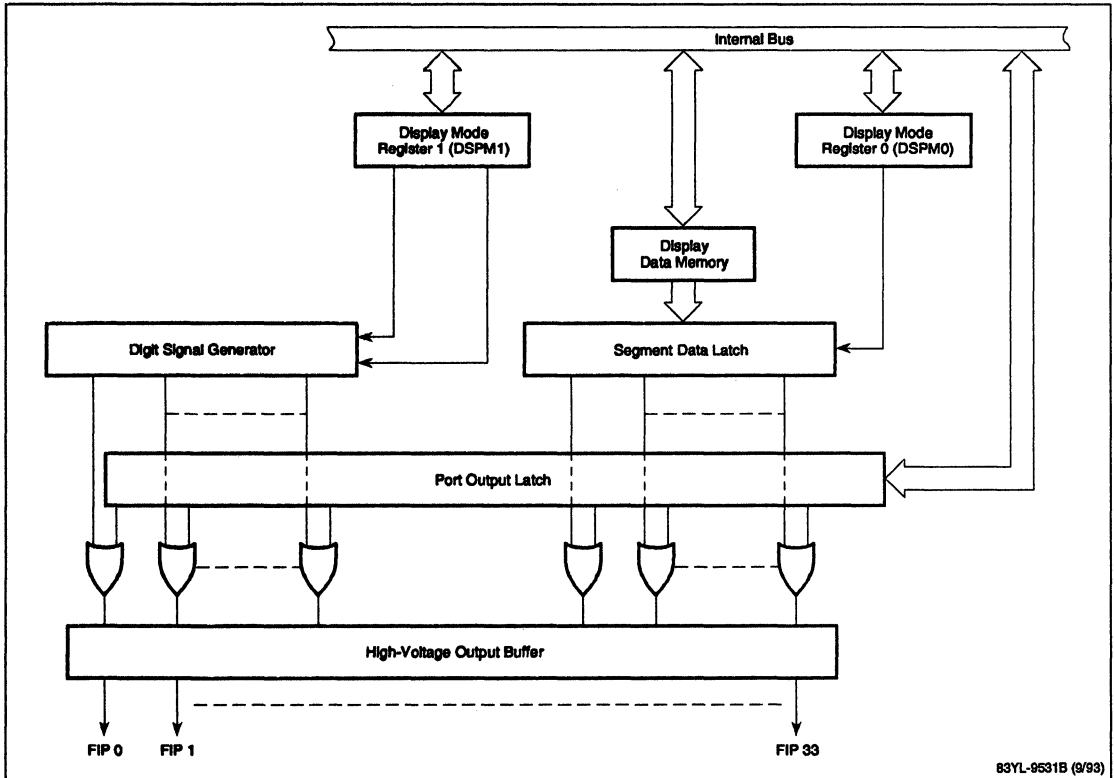 Internal Bus
Display Mode
Register 1 (DSPM1)
Display Mode
Register 0 (DSPM0)
Display
Data Memory
Digit Signal Generator
Segment Data Latch
Port Output Latch
High-Voltage Output Buffer
FIP 0
FIP 1
FIP 33
83YL-9531B (9/93)